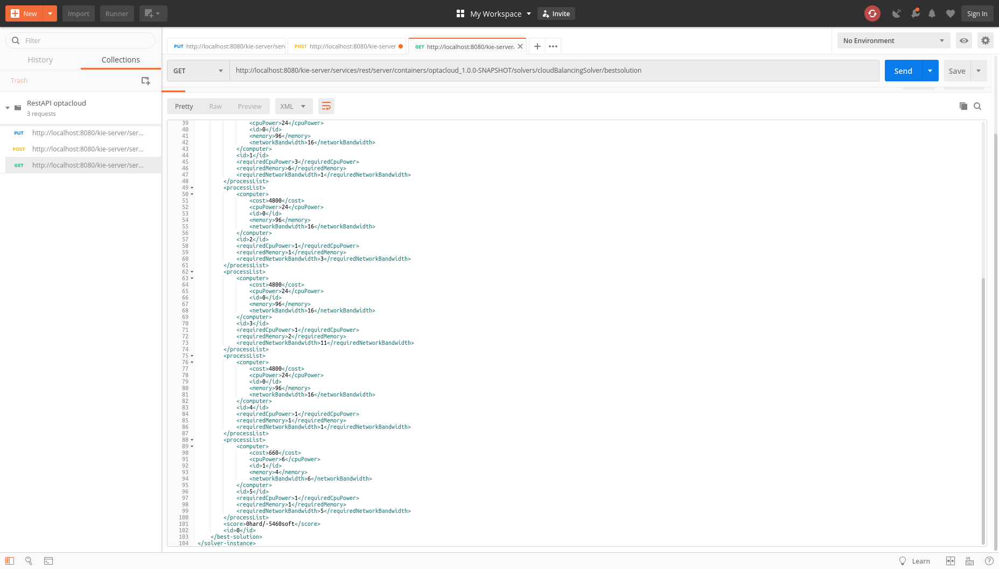 New
Import
Runner
My Workspace
Invite
Sign In
Filter
History
Collections
Trash
RestAPI optacloud
3 requests
PUT http://localhost:8080/kie-server/ser...
POST http://localhost:8080/kie-server/ser...
GET http://localhost:8080/kie-server/ser...
PUT http://localhost:8080/kie-server/serv
POST http://localhost:8080/kie-server
GET http://localhost:8080/kie-server/
No Environment
GET http://localhost:8080/kie-server/services/rest/server/containers/optacloud_1.0.0-SNAPSHOT/solvers/cloudBalancingSolver/bestsolution
Send
Save
Pretty
Raw
Preview
XML
39 <cpuPower>24</cpuPower>
40 <id>0</id>
41 <memory>96</memory>
42 <networkBandwidth>16</networkBandwidth>
43 </computer>
44 <id>1</id>
45 <requiredCpuPower>3</requiredCpuPower>
46 <requiredMemory>6</requiredMemory>
47 <requiredNetworkBandwidth>1</requiredNetworkBandwidth>
48 </processList>
49 <processList>
50 <computer>
51 <cost>4800</cost>
52 <cpuPower>24</cpuPower>
53 <id>0</id>
54 <memory>96</memory>
55 <networkBandwidth>16</networkBandwidth>
56 </computer>
57 <id>2</id>
58 <requiredCpuPower>1</requiredCpuPower>
59 <requiredMemory>1</requiredMemory>
60 <requiredNetworkBandwidth>3</requiredNetworkBandwidth>
61 </processList>
62 <processList>
63 <computer>
64 <cost>4800</cost>
65 <cpuPower>24</cpuPower>
66 <id>0</id>
67 <memory>96</memory>
68 <networkBandwidth>16</networkBandwidth>
69 </computer>
70 <id>3</id>
71 <requiredCpuPower>1</requiredCpuPower>
72 <requiredMemory>2</requiredMemory>
73 <requiredNetworkBandwidth>11</requiredNetworkBandwidth>
74 </processList>
75 <processList>
76 <computer>
77 <cost>4800</cost>
78 <cpuPower>24</cpuPower>
79 <id>0</id>
80 <memory>96</memory>
81 <networkBandwidth>16</networkBandwidth>
82 </computer>
83 <id>4</id>
84 <requiredCpuPower>1</requiredCpuPower>
85 <requiredMemory>1</requiredMemory>
86 <requiredNetworkBandwidth>1</requiredNetworkBandwidth>
87 </processList>
88 <processList>
89 <computer>
90 <cost>660</cost>
91 <cpuPower>6</cpuPower>
92 <id>1</id>
93 <memory>4</memory>
94 <networkBandwidth>6</networkBandwidth>
95 </computer>
96 <id>5</id>
97 <requiredCpuPower>1</requiredCpuPower>
98 <requiredMemory>1</requiredMemory>
99 <requiredNetworkBandwidth>5</requiredNetworkBandwidth>
100 </processList>
101 <score>0hard/-5460soft</score>
102 <id>0</id>
103 </best-solution>
104 </solver-instance>
Learn